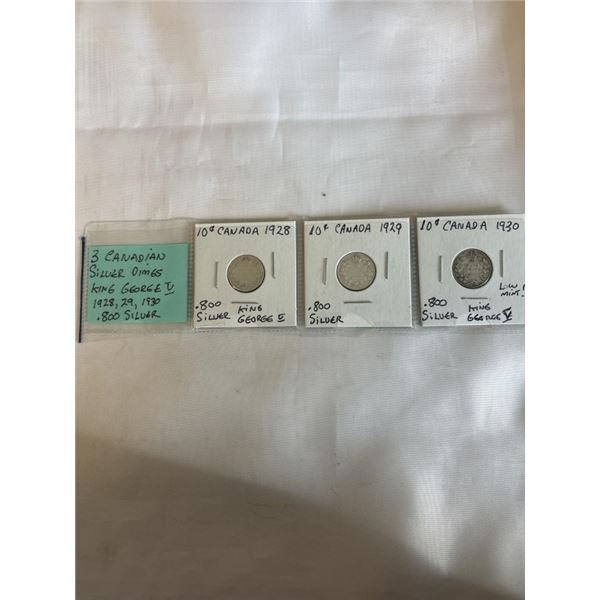 3 CANADIAN
SILVER DIMES
KING GEORGE V
1928, 29, 1930
.800 SILVER
10¢ CANADA 1928
.800
SILVER
KING
GEORGE V
10¢ CANADA 1929
.800
SILVER
10¢ CANADA 1930
LOW
MINT.
.800
SILVER
KING
GEORGE V